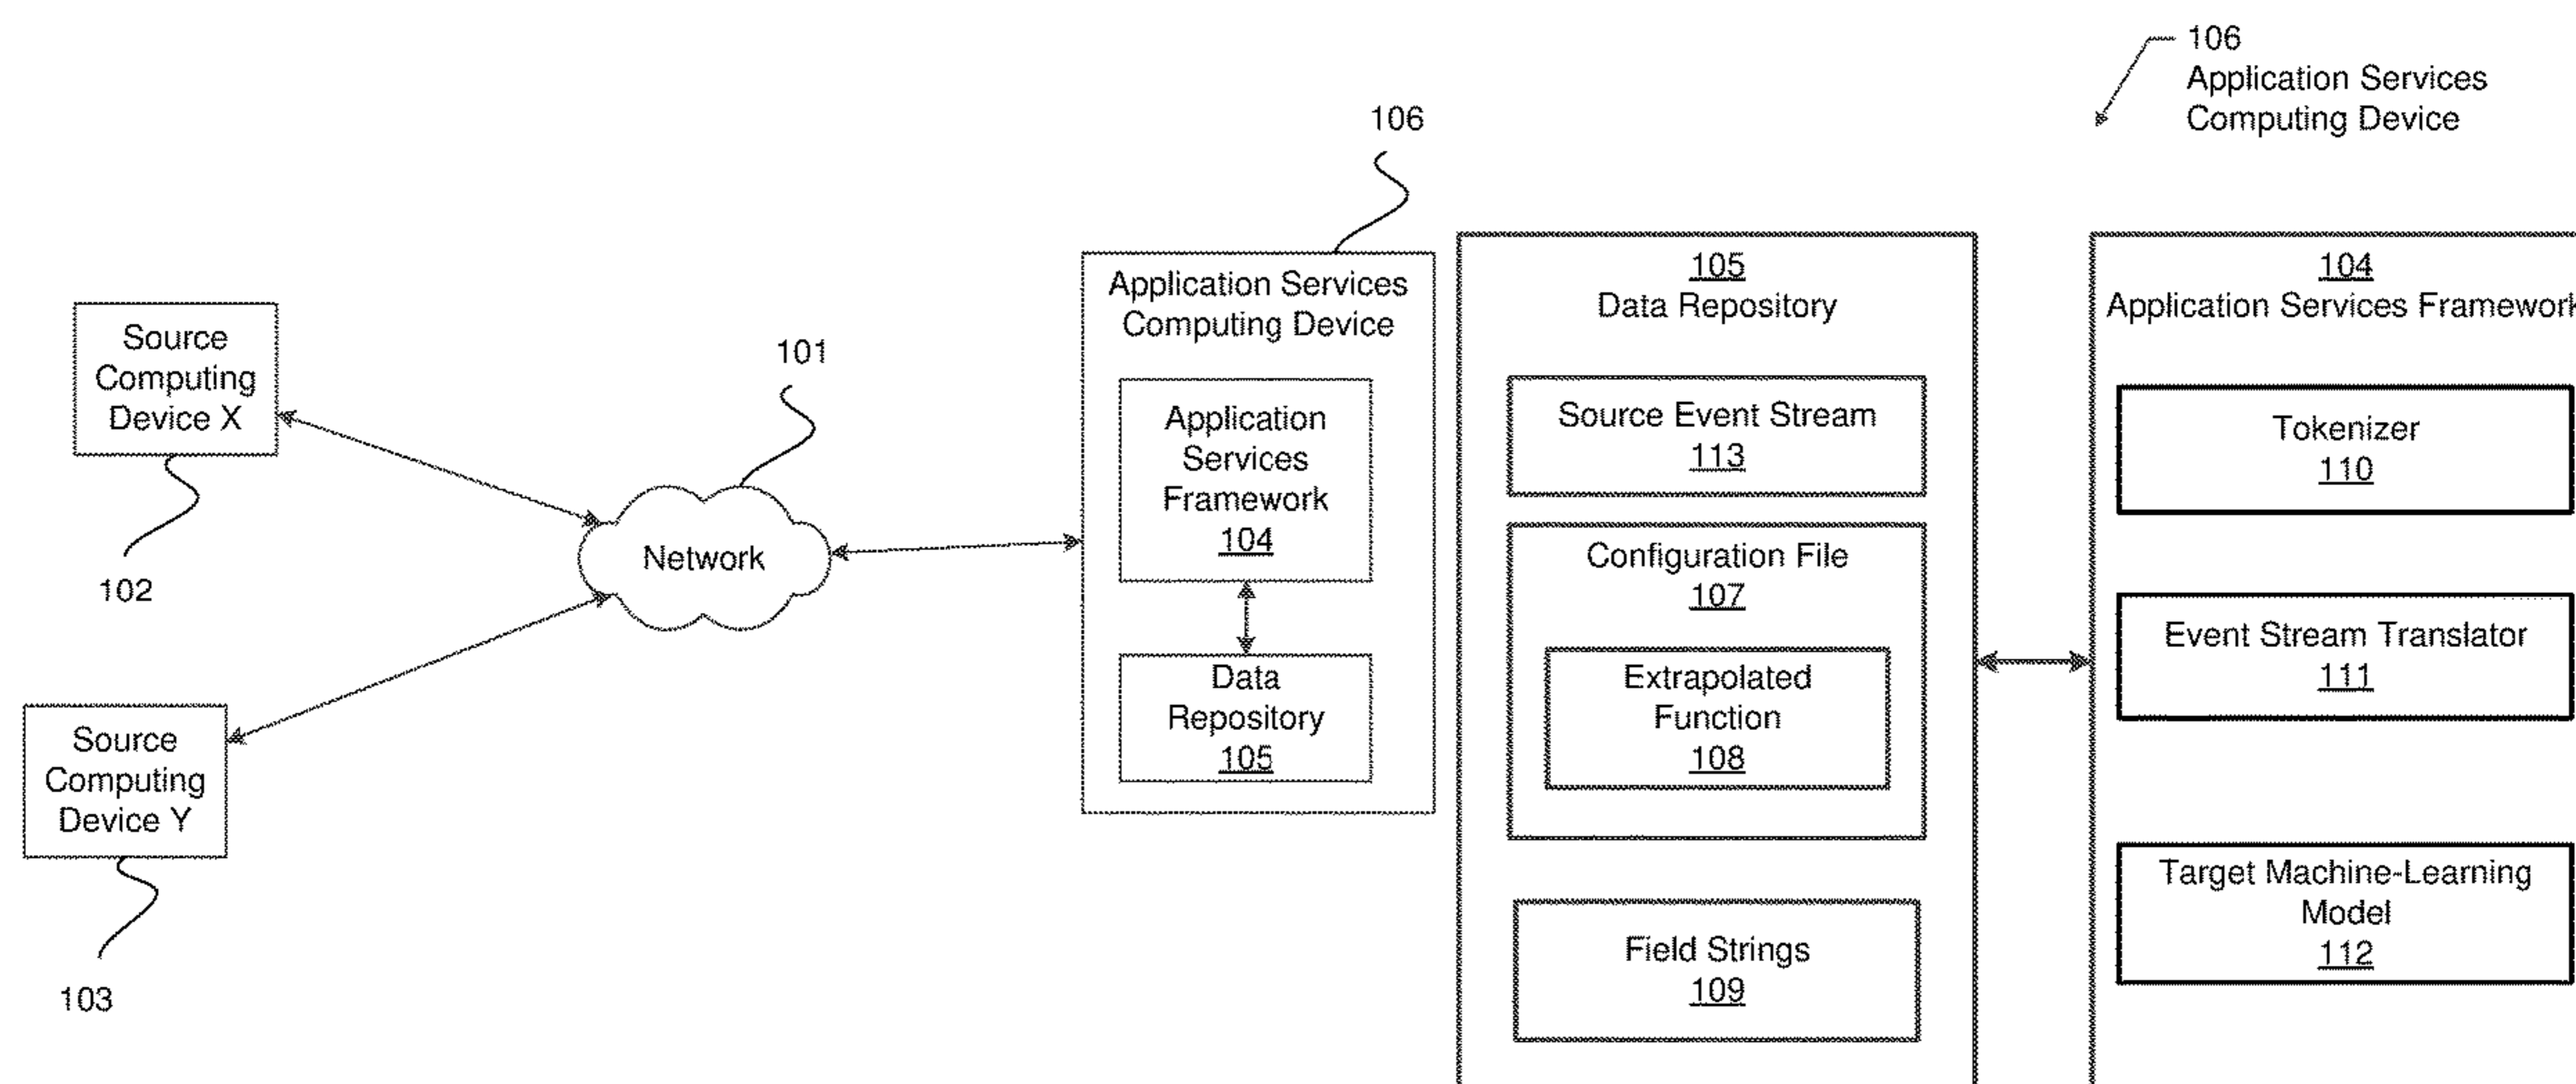 106
Application Services
Computing Device
106
Application Services
Computing Device
Application
Services
Framework
104
Data
Repository
105
Source
Computing
Device X
102
101
Network
Source
Computing
Device Y
103
105
Data Repository
Source Event Stream
113
Configuration File
107
Extrapolated
Function
108
Field Strings
109
104
Application Services Framework
Tokenizer
110
Event Stream Translator
111
Target Machine-Learning
Model
112